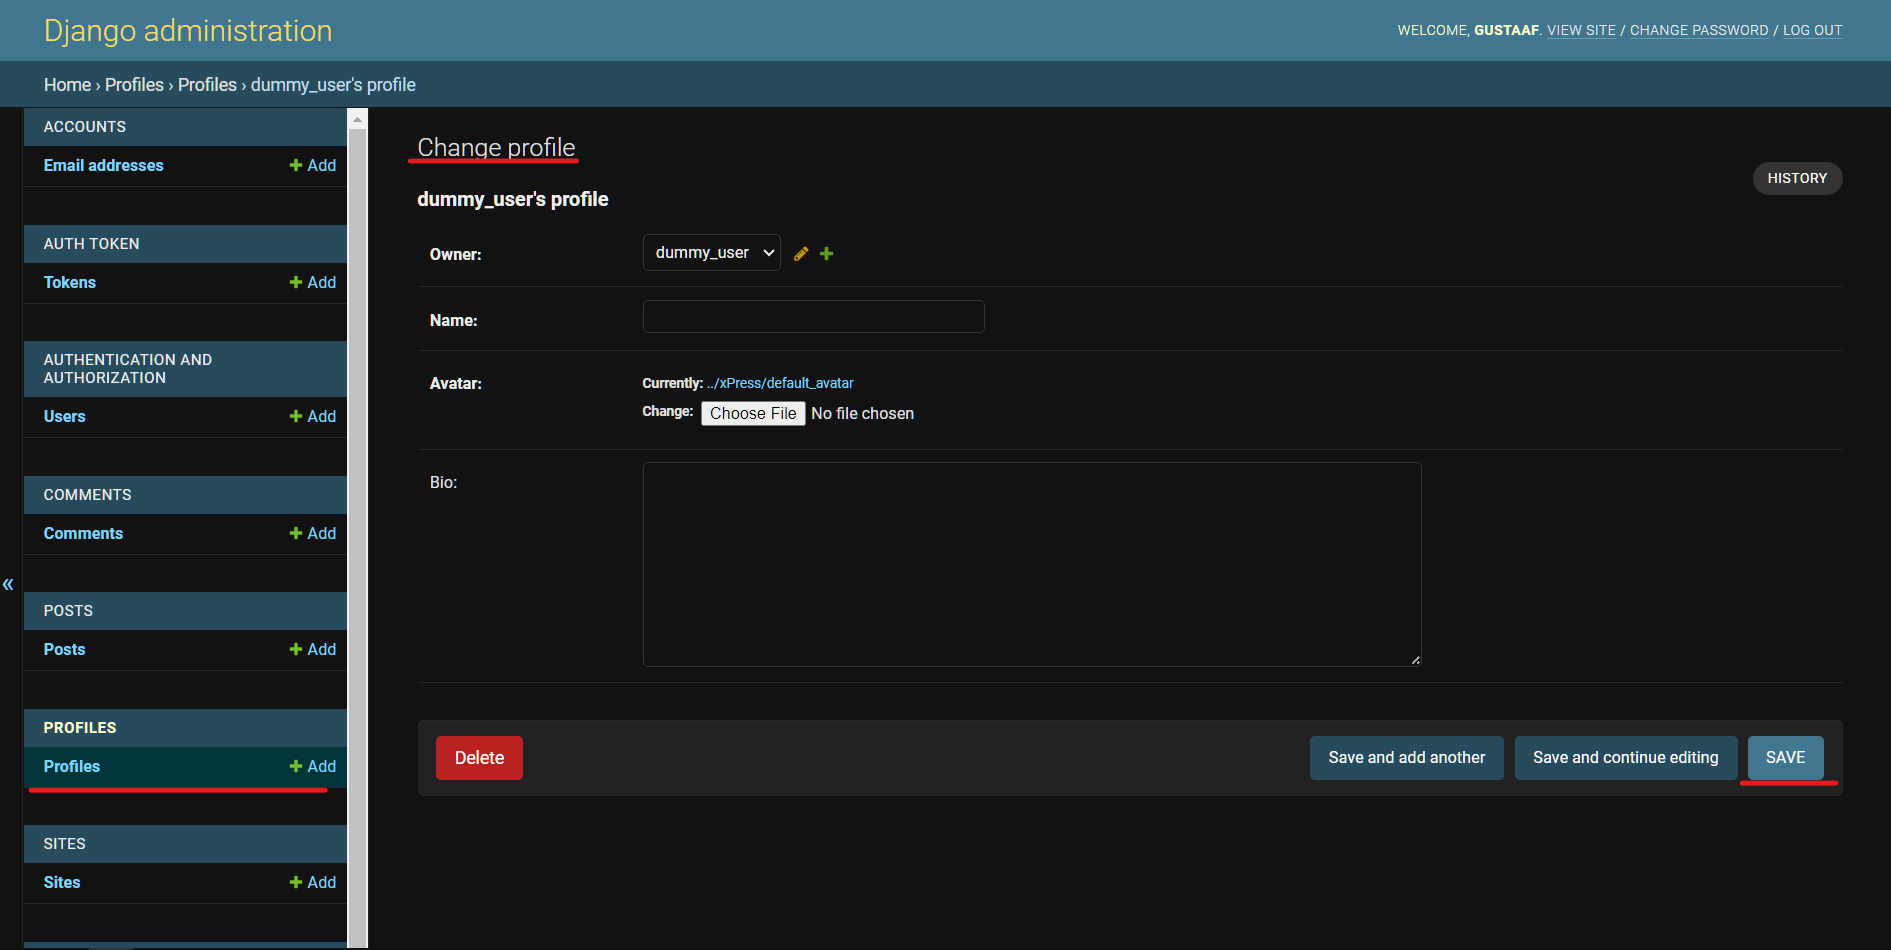 Django administration
WELCOME, GUSTAAF. VIEW SITE / CHANGE PASSWORD / LOG OUT
Home › Profiles › Profiles › dummy_user's profile
ACCOUNTS
Email addresses
Add
AUTH TOKEN
Tokens
Add
AUTHENTICATION AND
AUTHORIZATION
Users
Add
COMMENTS
Comments
Add
«
POSTS
Posts
Add
PROFILES
Profiles
Add
SITES
Sites
Add
Change profile
HISTORY
dummy_user's profile
Owner:
dummy_user
Name:
Avatar:
Currently: ../xPress/default_avatar
Change: Choose File No file chosen
Bio:
Delete
Save and add another
Save and continue editing
SAVE